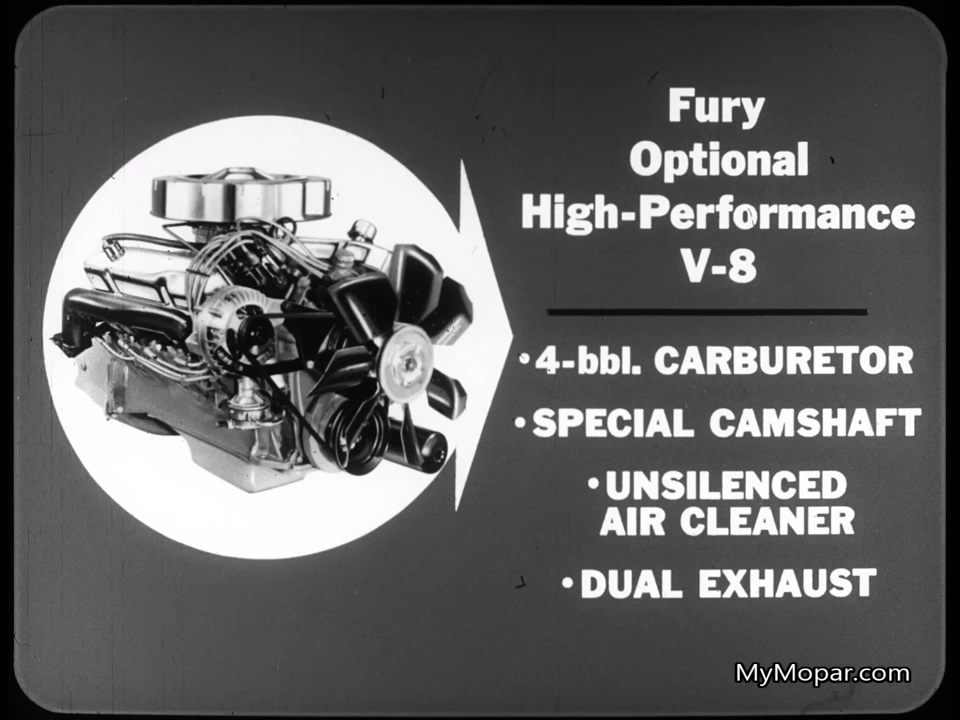 Fury
Optional
High-Performance
V-8
• 4-bbl. CARBURETOR
• SPECIAL CAMSHAFT
• UNSILENCED
AIR CLEANER
• DUAL EXHAUST
MyMopar.com